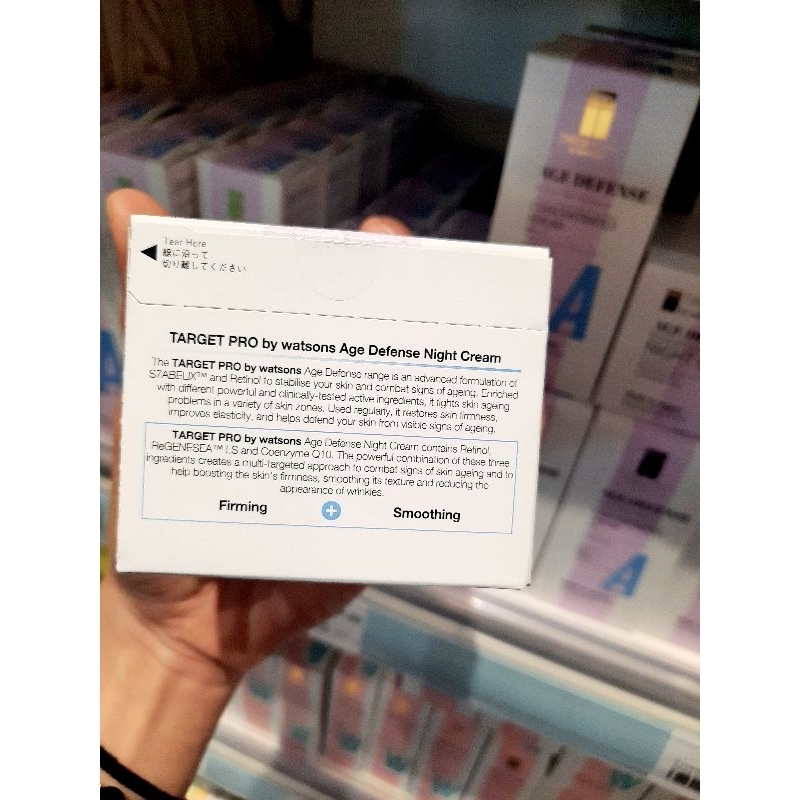 Tear Here
線に沿って
切り離してください
TARGET PRO by watsons Age Defense Night Cream
The TARGET PRO by watsons Age Defense range is an advanced formulation of
STABELIX™ and Retinol to stabilise your skin and combat signs of ageing. Enriched
with different powerful and clinically-tested active ingredients, it fights skin ageing
problems in a variety of skin zones. Used regularly, it restores skin firmness,
improves elasticity, and helps defend your skin from visible signs of ageing.
TARGET PRO by watsons Age Defense Night Cream contains Retinol,
ReGENESEA™ LS and Coenzyme Q10. The powerful combination of these three
ingredients creates a multi-targeted approach to combat signs of skin ageing and to
help boosting the skin's firmness, smoothing its texture and reducing the
appearance of wrinkles.
Firming + Smoothing
AGE DEFENSE
A
AGE DEFENSE
A